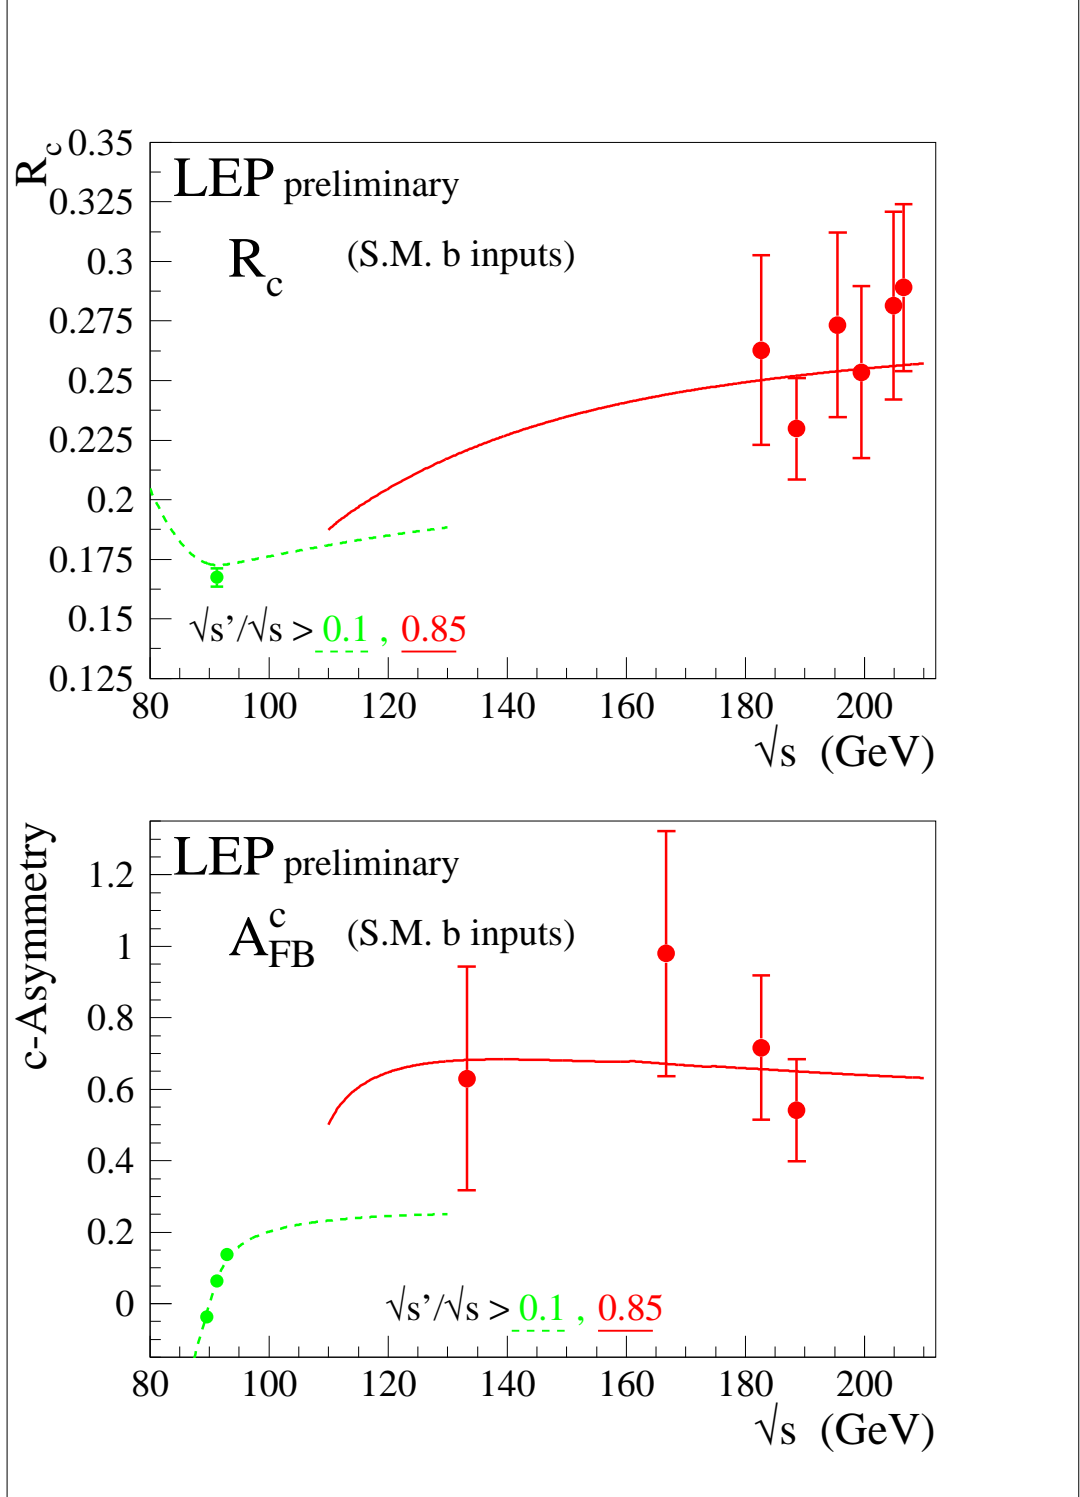 R_c
0.35
0.325
0.3
0.275
0.25
0.225
0.2
0.175
0.15
0.125
LEP preliminary
R_c (S.M. b inputs)
√s’/√s > 0.1 , 0.85
80 100 120 140 160 180 200
√s (GeV)
c-Asymmetry
1.2
1
0.8
0.6
0.4
0.2
0
LEP preliminary
A_FB^c (S.M. b inputs)
√s’/√s > 0.1 , 0.85
80 100 120 140 160 180 200
√s (GeV)